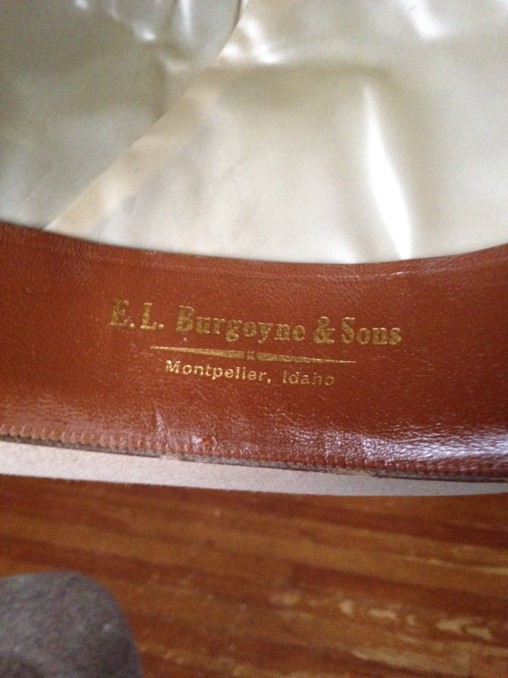 E. L. Burgoyne & Sons
Montpelier, Idaho